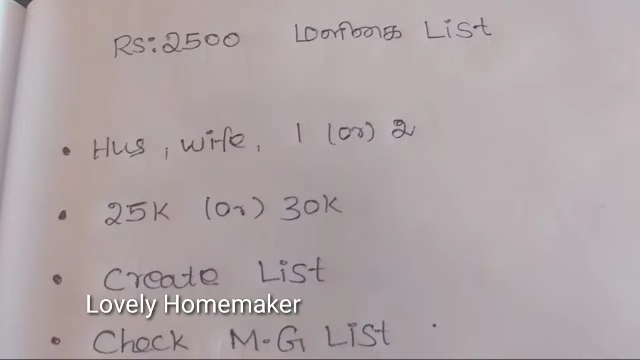 RS:2500 மளிகை List
• Hus, wife, 1 (or) 2
• 25K (or) 30K
• Create List
Lovely Homemaker
• Check M.G List